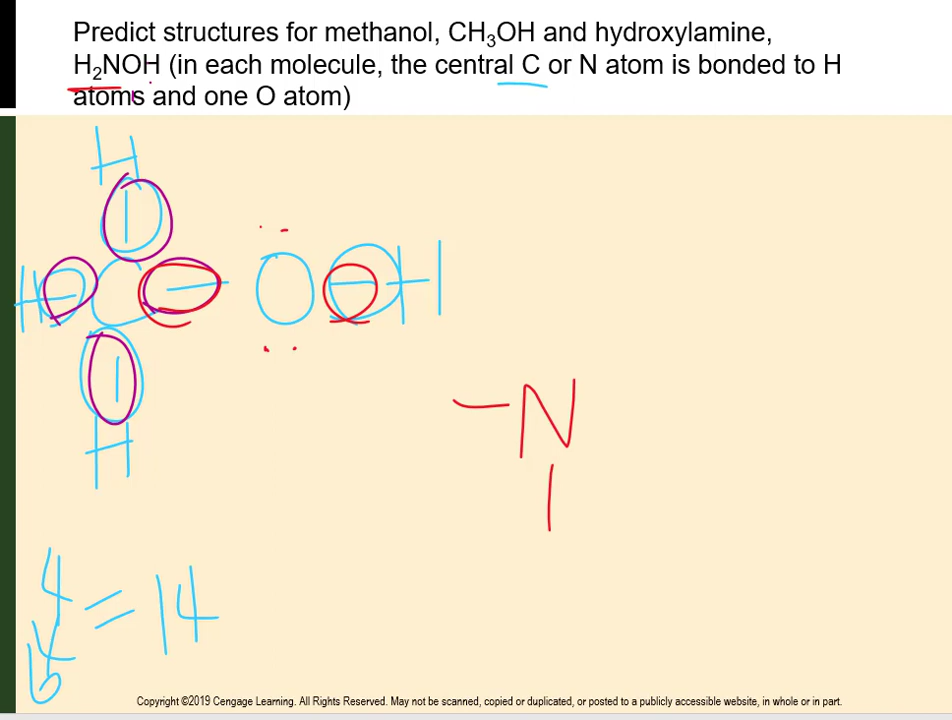 Predict structures for methanol, CH₃OH and hydroxylamine,
H₂NOH (in each molecule, the central C or N atom is bonded to H
atoms and one O atom)
H
H C O H
H
N
4
4 = 14
6
Copyright ©2019 Cengage Learning. All Rights Reserved. May not be scanned, copied or duplicated, or posted to a publicly accessible website, in whole or in part.